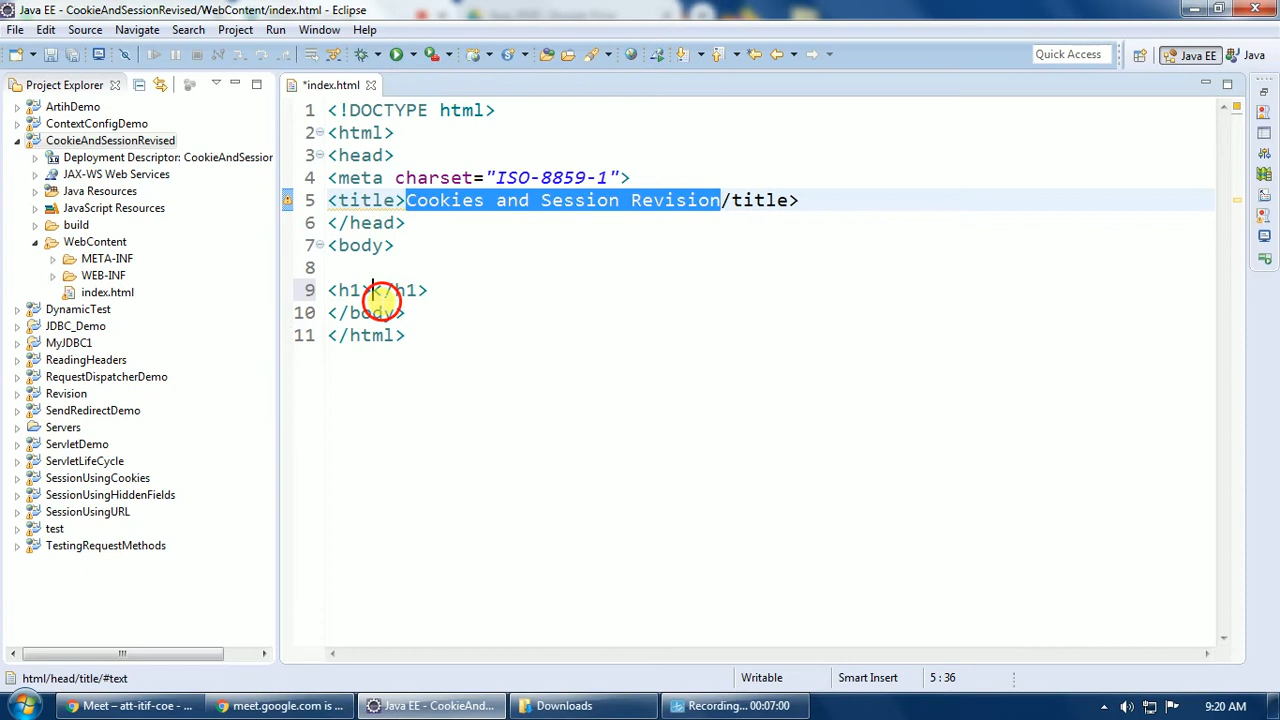 Java EE - CookieAndSessionRevised/WebContent/index.html - Eclipse
File Edit Source Navigate Search Project Run Window Help
Quick Access Java EE Java
Project Explorer
*index.html
ArtihDemo
ContextConfigDemo
CookieAndSessionRevised
Deployment Descriptor: CookieAndSession
JAX-WS Web Services
Java Resources
JavaScript Resources
build
WebContent
META-INF
WEB-INF
index.html
DynamicTest
JDBC_Demo
MyJDBC1
ReadingHeaders
RequestDispatcherDemo
Revision
SendRedirectDemo
Servers
ServletDemo
ServletLifeCycle
SessionUsingCookies
SessionUsingHiddenFields
SessionUsingURL
test
TestingRequestMethods
1 <!DOCTYPE html>
2 <html>
3 <head>
4 <meta charset="ISO-8859-1">
5 <title>Cookies and Session Revision/title>
6 </head>
7 <body>
8
9 <h1></h1>
10 </body>
11 </html>
html/head/title/#text Writable Smart Insert 5 : 36
Meet – att-itif-coe - ... meet.google.com is ... Java EE - CookieAnd... Downloads Recording... 00:07:00 9:20 AM